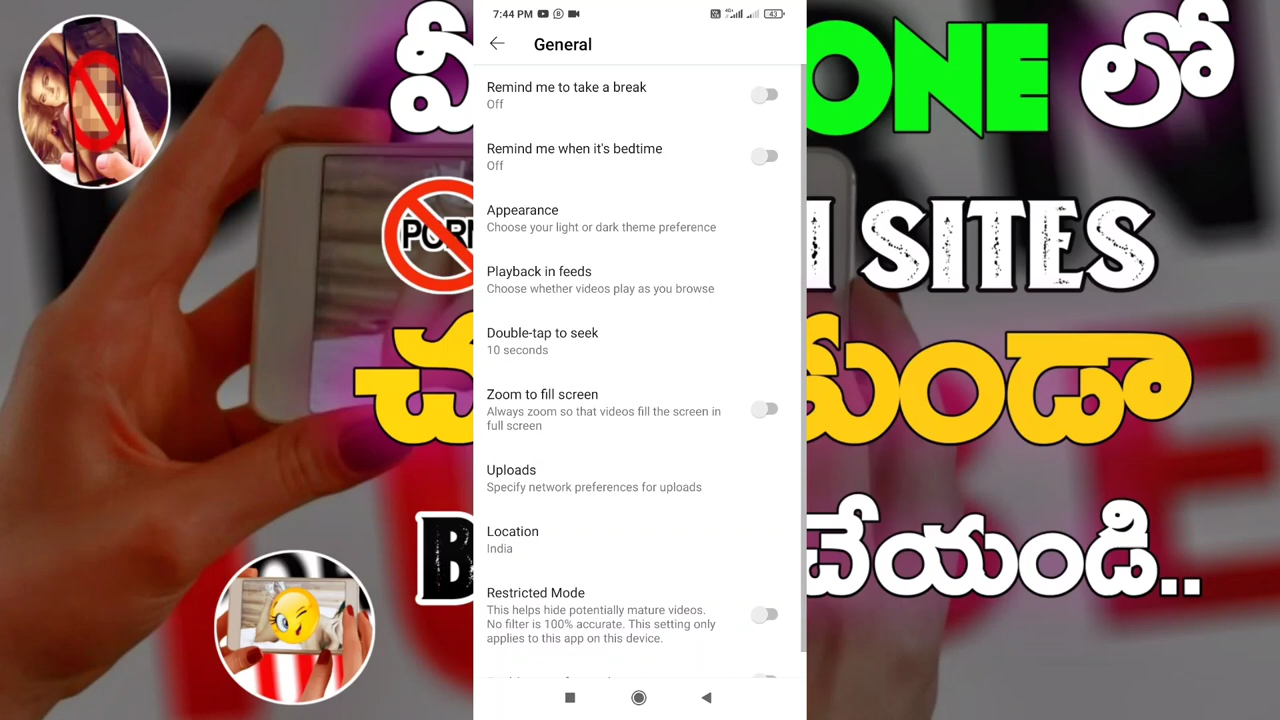 7:44 PM
43
General
Remind me to take a break
Off
Remind me when it's bedtime
Off
Appearance
Choose your light or dark theme preference
Playback in feeds
Choose whether videos play as you browse
Double-tap to seek
10 seconds
Zoom to fill screen
Always zoom so that videos fill the screen in
full screen
Uploads
Specify network preferences for uploads
Location
India
Restricted Mode
This helps hide potentially mature videos.
No filter is 100% accurate. This setting only
applies to this app on this device.
ONE లో
PORN
SITES
చేయండి..